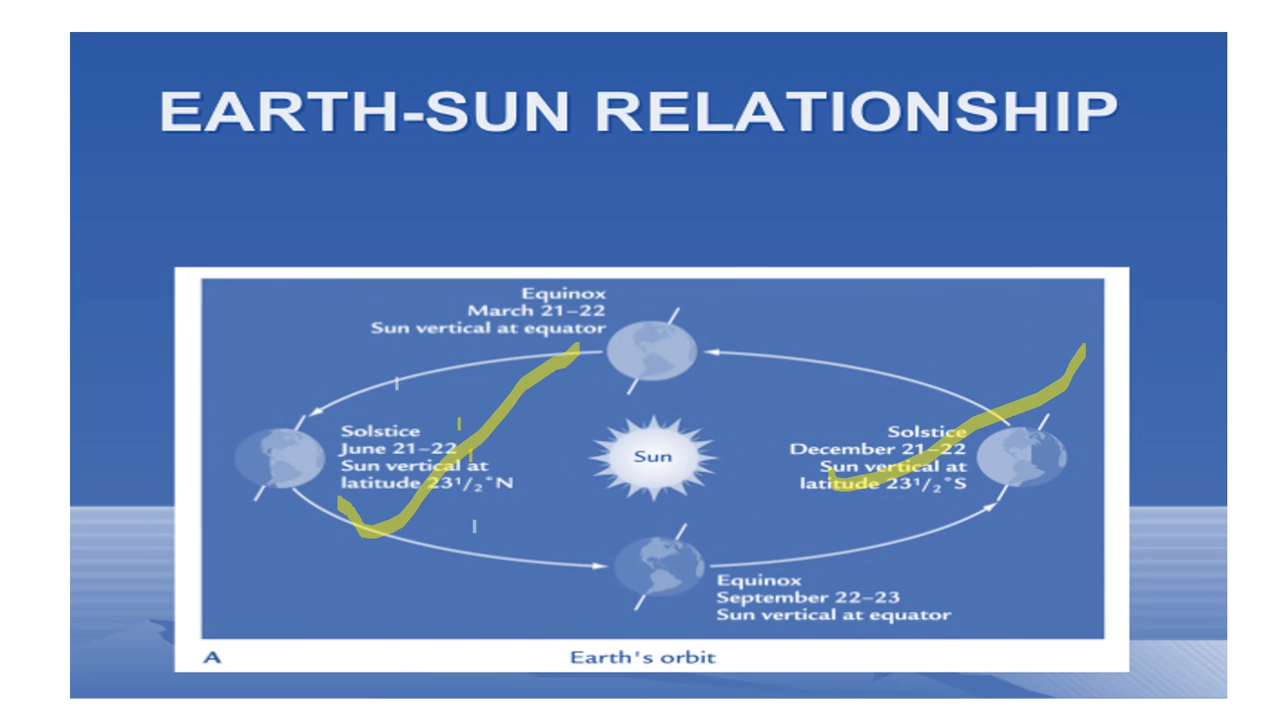 EARTH-SUN RELATIONSHIP
Equinox
March 21–22
Sun vertical at equator
Solstice
June 21–22
Sun vertical at
latitude 23¹/₂°N
Sun
Solstice
December 21–22
Sun vertical at
latitude 23¹/₂°S
Equinox
September 22–23
Sun vertical at equator
A
Earth's orbit